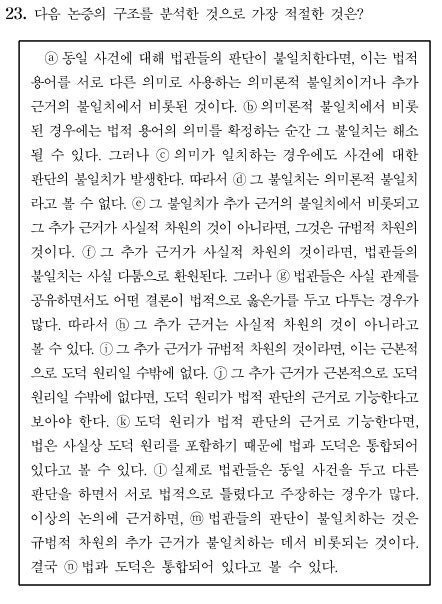 23. 다음 논증의 구조를 분석한 것으로 가장 적절한 것은?
ⓐ동일 사건에 대해 법관들의 판단이 불일치한다면, 이는 법적
용어를 서로 다른 의미로 사용하는 의미론적 불일치이거나 추가
근거의 불일치에서 비롯된 것이다. ⓑ의미론적 불일치에서 비롯
된 경우에는 법적 용어의 의미를 확정하는 순간 그 불일치는 해소
될 수 있다. 그러나 ⓒ의미가 일치하는 경우에도 사건에 대한
판단의 불일치가 발생한다. 따라서 ⓓ그 불일치는 의미론적 불일치
라고 볼 수 없다. ⓔ그 불일치가 추가 근거의 불일치에서 비롯되고
그 추가 근거가 사실적 차원의 것이 아니라면, 그것은 규범적 차원의
것이다. ⓕ그 추가 근거가 사실적 차원의 것이라면, 법관들의
불일치는 사실 다툼으로 환원된다. 그러나 ⓖ법관들은 사실 관계를
공유하면서도 어떤 결론이 법적으로 옳은가를 두고 다투는 경우가
많다. 따라서 ⓗ그 추가 근거는 사실적 차원의 것이 아니라고
볼 수 있다. ⓘ그 추가 근거가 규범적 차원의 것이라면, 이는 근본적
으로 도덕 원리일 수밖에 없다. ⓙ그 추가 근거가 근본적으로 도덕
원리일 수밖에 없다면, 도덕 원리가 법적 판단의 근거로 기능한다고
보아야 한다. ⓚ도덕 원리가 법적 판단의 근거로 기능한다면,
법은 사실상 도덕 원리를 포함하기 때문에 법과 도덕은 통합되어
있다고 볼 수 있다. ⓛ실제로 법관들은 동일 사건을 두고 다른
판단을 하면서 서로 법적으로 틀렸다고 주장하는 경우가 많다.
이상의 논의에 근거하면, ⓜ법관들의 판단이 불일치하는 것은
규범적 차원의 추가 근거가 불일치하는 데서 비롯되는 것이다.
결국 ⓝ법과 도덕은 통합되어 있다고 볼 수 있다.